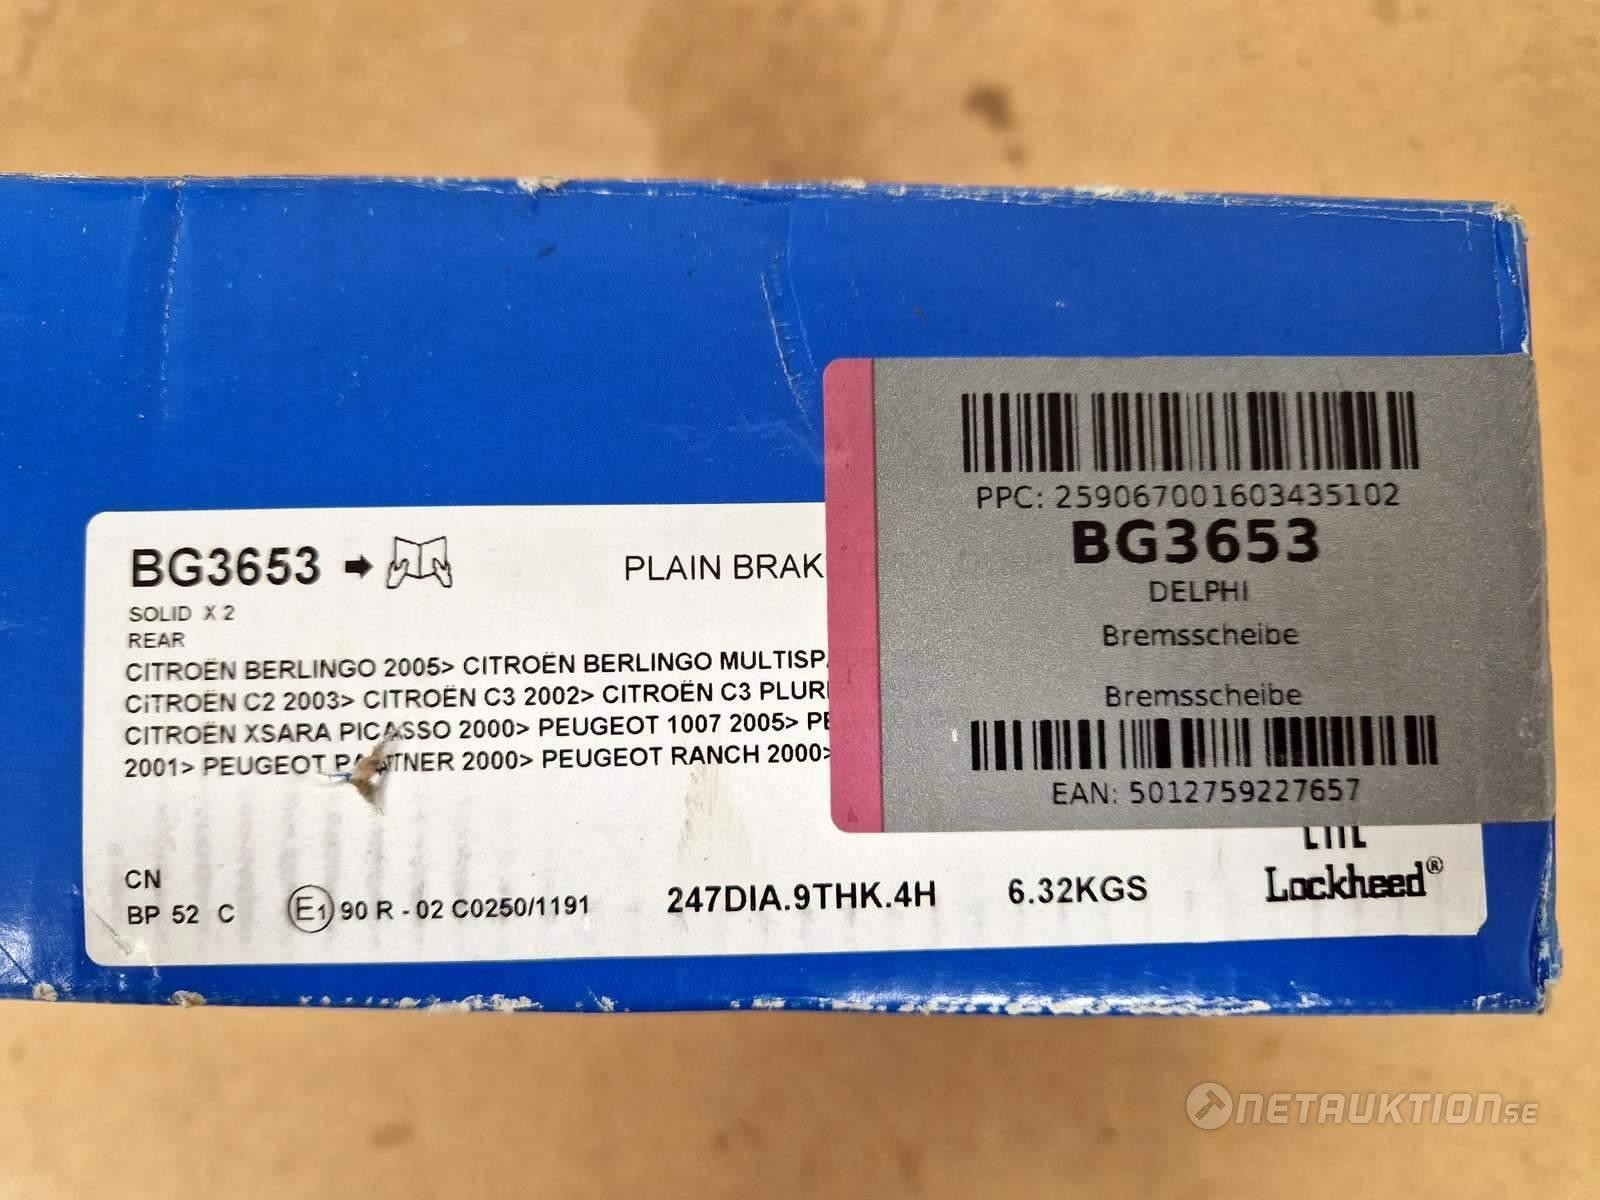 BG3653
PLAIN BRAK
SOLID X 2
REAR
CITROËN BERLINGO 2005> CITROËN BERLINGO MULTISP
CITROËN C2 2003> CITROËN C3 2002> CITROËN C3 PLURI
CITROËN XSARA PICASSO 2000> PEUGEOT 1007 2005> PE
2001> PEUGEOT PARTNER 2000> PEUGEOT RANCH 2000>
CN
BP 52 C
E1 90 R - 02 C0250/1191
247DIA.9THK.4H
6.32KGS
Lockheed®
PPC: 259067001603435102
BG3653
DELPHI
Bremsscheibe
Bremsscheibe
EAN: 5012759227657
NETAUKTION.SE